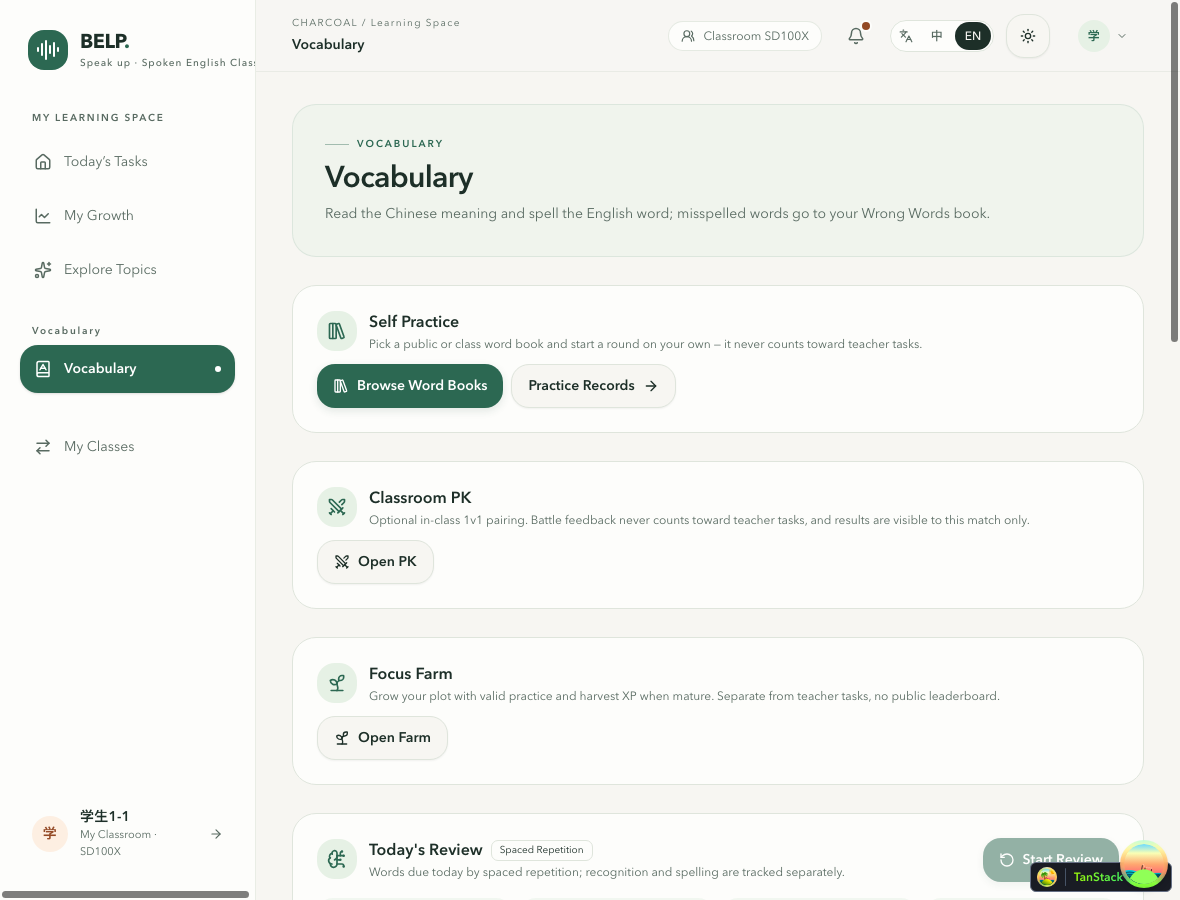 BELP.
Speak up · Spoken English Clas
MY LEARNING SPACE
Today's Tasks
My Growth
Explore Topics
Vocabulary
Vocabulary
My Classes
学
学生1-1
My Classroom ·
SD100X
CHARCOAL / Learning Space
Vocabulary
Classroom SD100X
中
EN
学
VOCABULARY
Vocabulary
Read the Chinese meaning and spell the English word; misspelled words go to your Wrong Words book.
Self Practice
Pick a public or class word book and start a round on your own — it never counts toward teacher tasks.
Browse Word Books
Practice Records
Classroom PK
Optional in-class 1v1 pairing. Battle feedback never counts toward teacher tasks, and results are visible to this match only.
Open PK
Focus Farm
Grow your plot with valid practice and harvest XP when mature. Separate from teacher tasks, no public leaderboard.
Open Farm
Today's Review
Spaced Repetition
Words due today by spaced repetition; recognition and spelling are tracked separately.
Start Review
TanStack